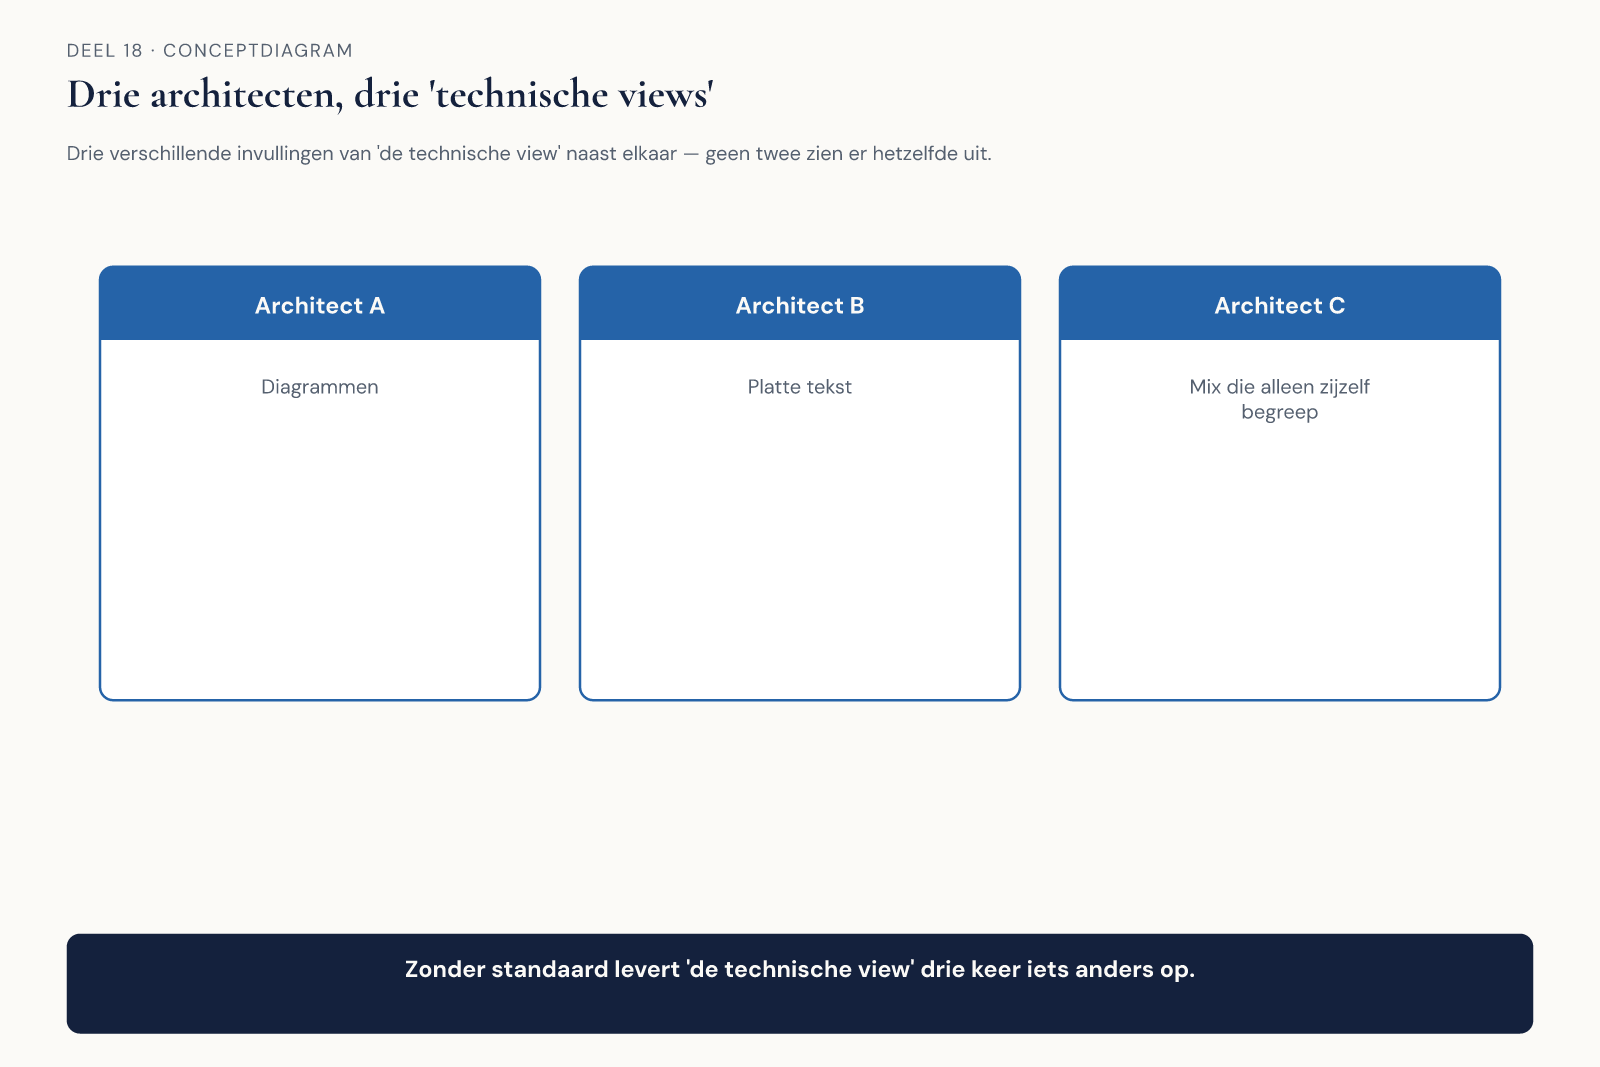 DEEL 18 · CONCEPTDIAGRAM
Drie architecten, drie 'technische views'
Drie verschillende invullingen van 'de technische view' naast elkaar — geen twee zien er hetzelfde uit.
Architect A
Diagrammen
Architect B
Platte tekst
Architect C
Mix die alleen zijzelf
begreep
Zonder standaard levert 'de technische view' drie keer iets anders op.